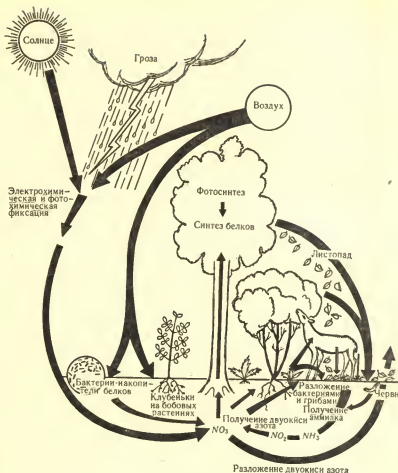 Солнце
Гроза
Воздух
Электрохими-
ческая и фото-
химическая
фиксация
Фотосинтез
Синтез белков
Листопад
Бактерии-накопи-
тели белков
Клубеньки
на бобовых
растениях
Разложение
бактериями
и грибами
Черви
Получение
аммиака
Получение двуокиси
азота
NO₃
NO₂
NH₃
Разложение двуокиси азота